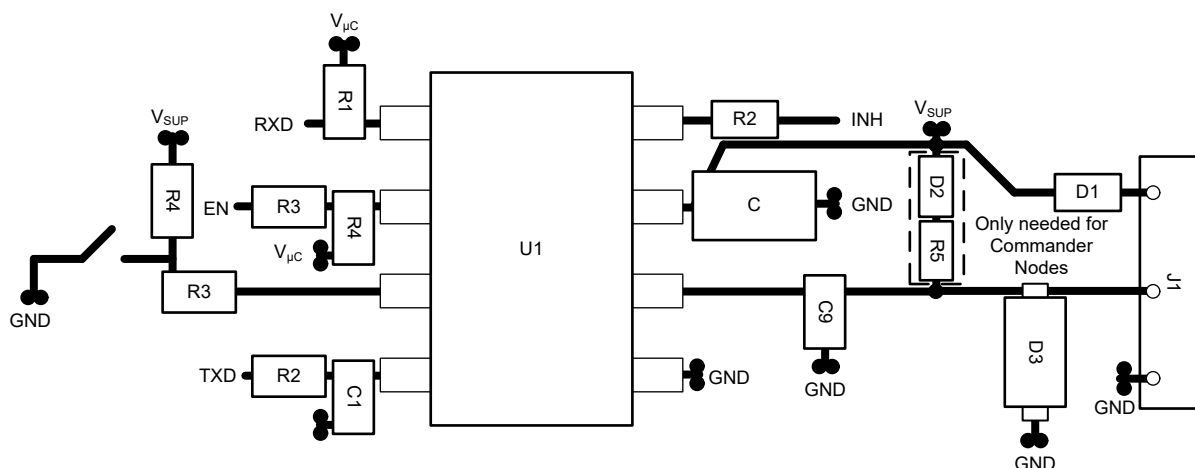 VµC
R1
RXD
VSUP
R4
EN
R3
R4
VµC
R3
GND
TXD
R2
C1
U1
R2
INH
VSUP
C
GND
D2
R5
D1
Only needed for
Commander
Nodes
J1
C9
GND
GND
D3
GND
GND